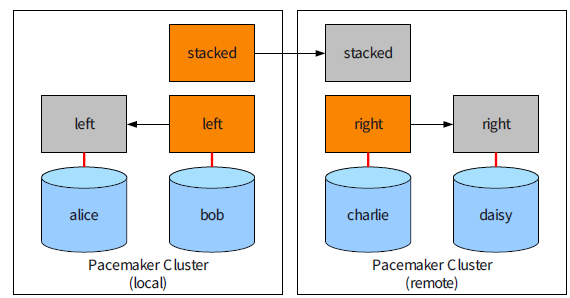 stacked
stacked
left
left
right
right
alice
bob
charlie
daisy
Pacemaker Cluster
(local)
Pacemaker Cluster
(remote)